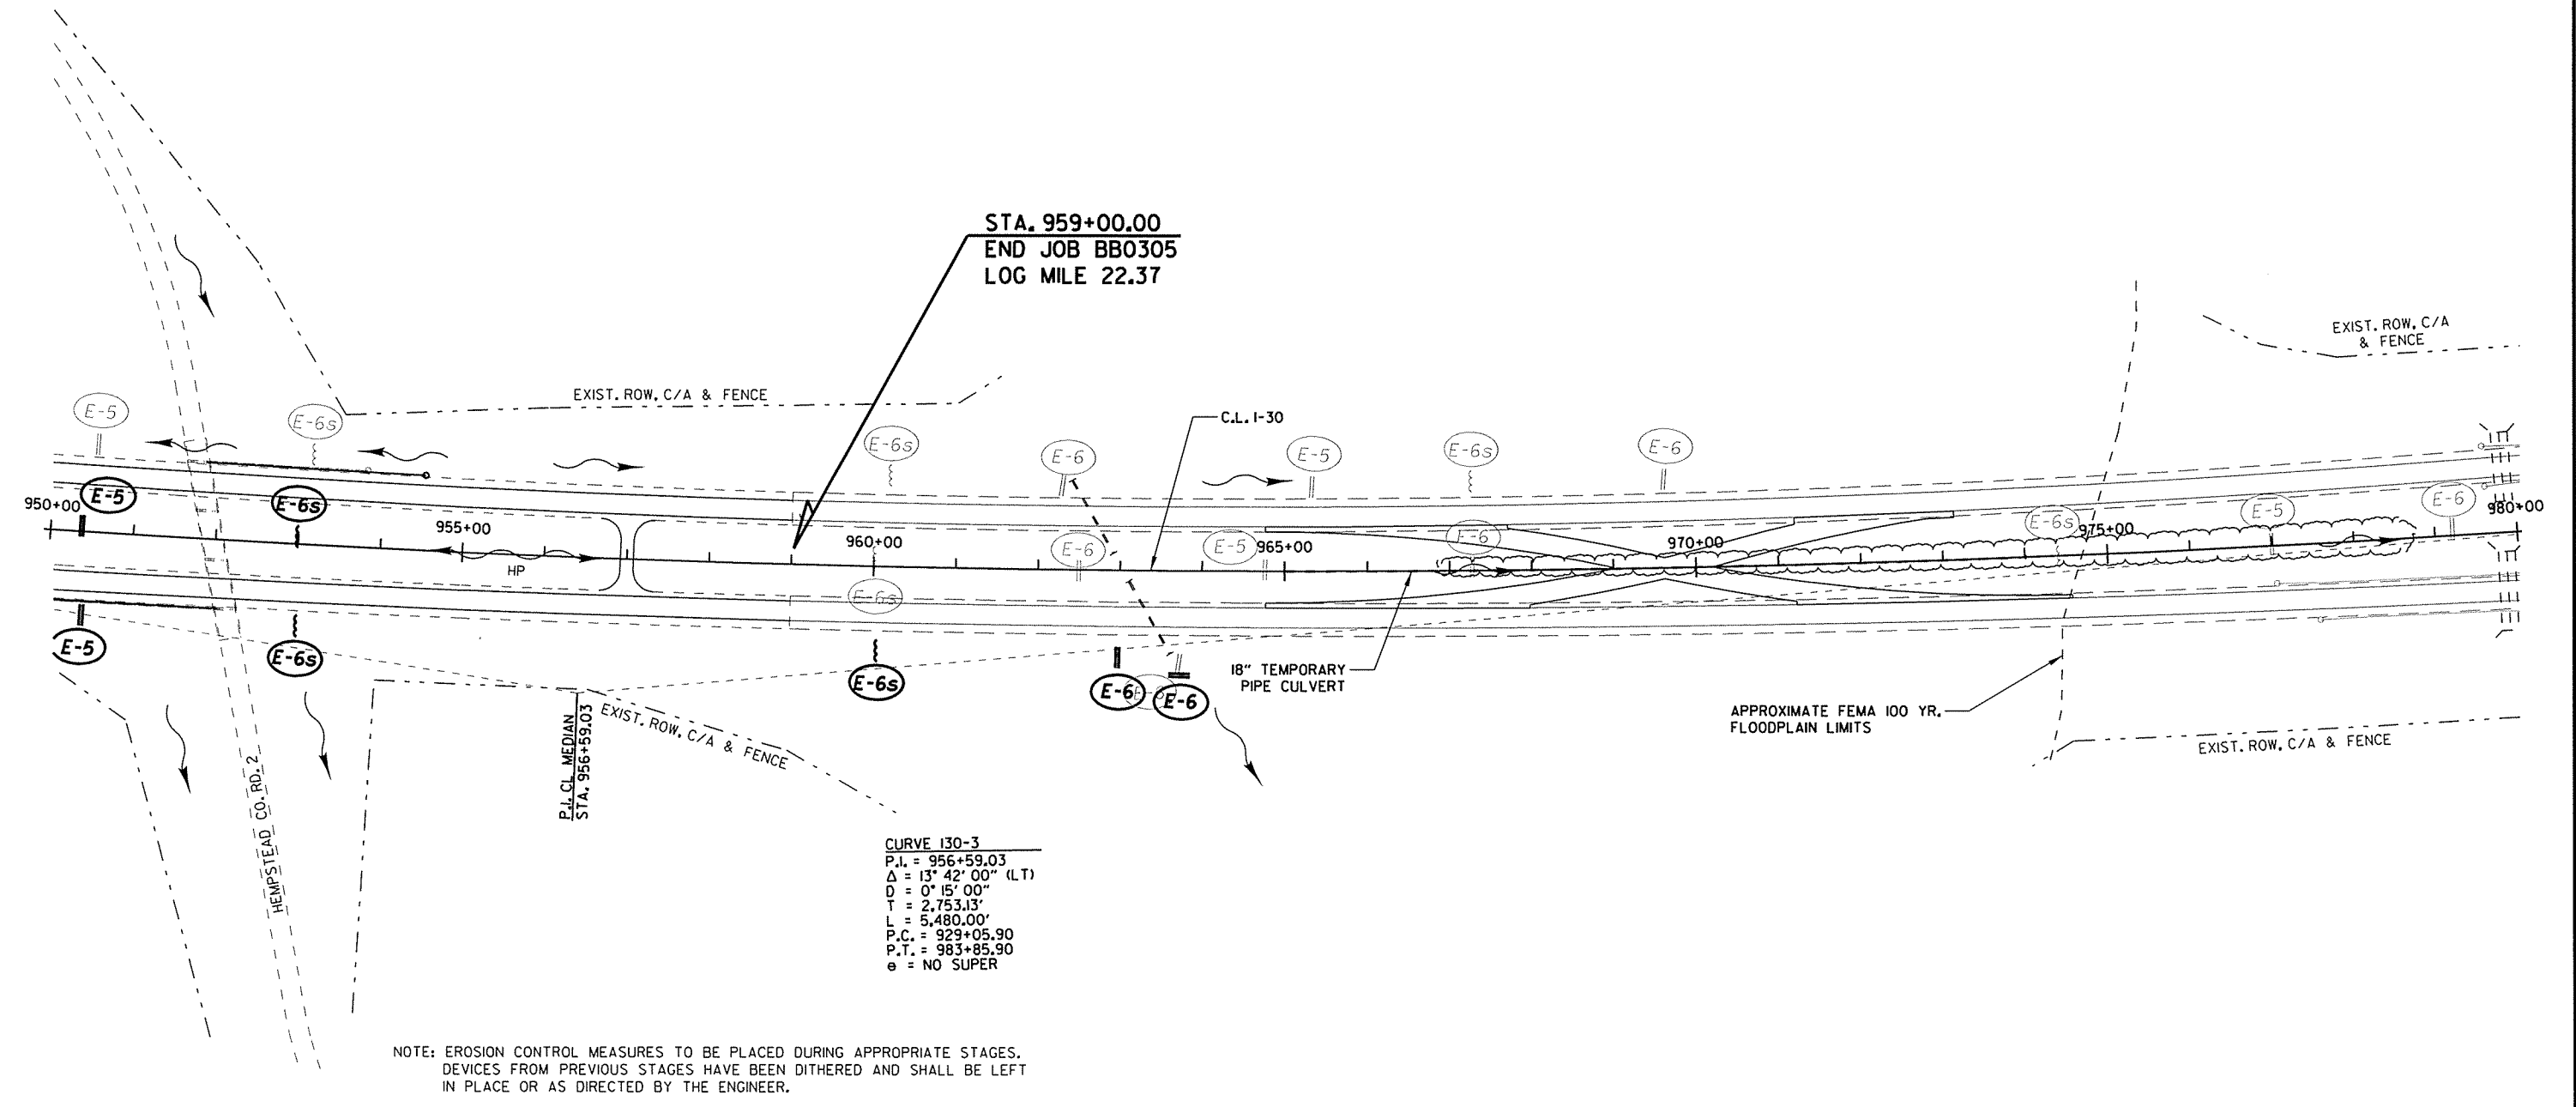 STA. 959+00.00
END JOB BB0305
LOG MILE 22.37
EXIST. ROW, C/A
& FENCE
EXIST. ROW, C/A & FENCE
C.L. I-30
E-5
E-6s
E-6s
E-6
E-5
E-6s
E-6
950+00
E-5
E-6s
955+00
HP
960+00
E-6
E-5
965+00
E-6
970+00
E-6s
975+00
E-5
E-6
980+00
E-6s
E-5
E-6s
E-6s
E-6
E-6
E-6
18" TEMPORARY
PIPE CULVERT
APPROXIMATE FEMA 100 YR.
FLOODPLAIN LIMITS
EXIST. ROW, C/A & FENCE
EXIST. ROW, C/A & FENCE
P.I. CL MEDIAN
STA. 956+59.03
HEMPSTEAD CO. RD. 2
CURVE 130-3
P.I. = 956+59.03
Δ = 13° 42' 00" (LT)
D = 0° 15' 00"
T = 2,753.13'
L = 5,480.00'
P.C. = 929+05.90
P.T. = 983+85.90
e = NO SUPER
NOTE: EROSION CONTROL MEASURES TO BE PLACED DURING APPROPRIATE STAGES.
DEVICES FROM PREVIOUS STAGES HAVE BEEN DITHERED AND SHALL BE LEFT
IN PLACE OR AS DIRECTED BY THE ENGINEER.